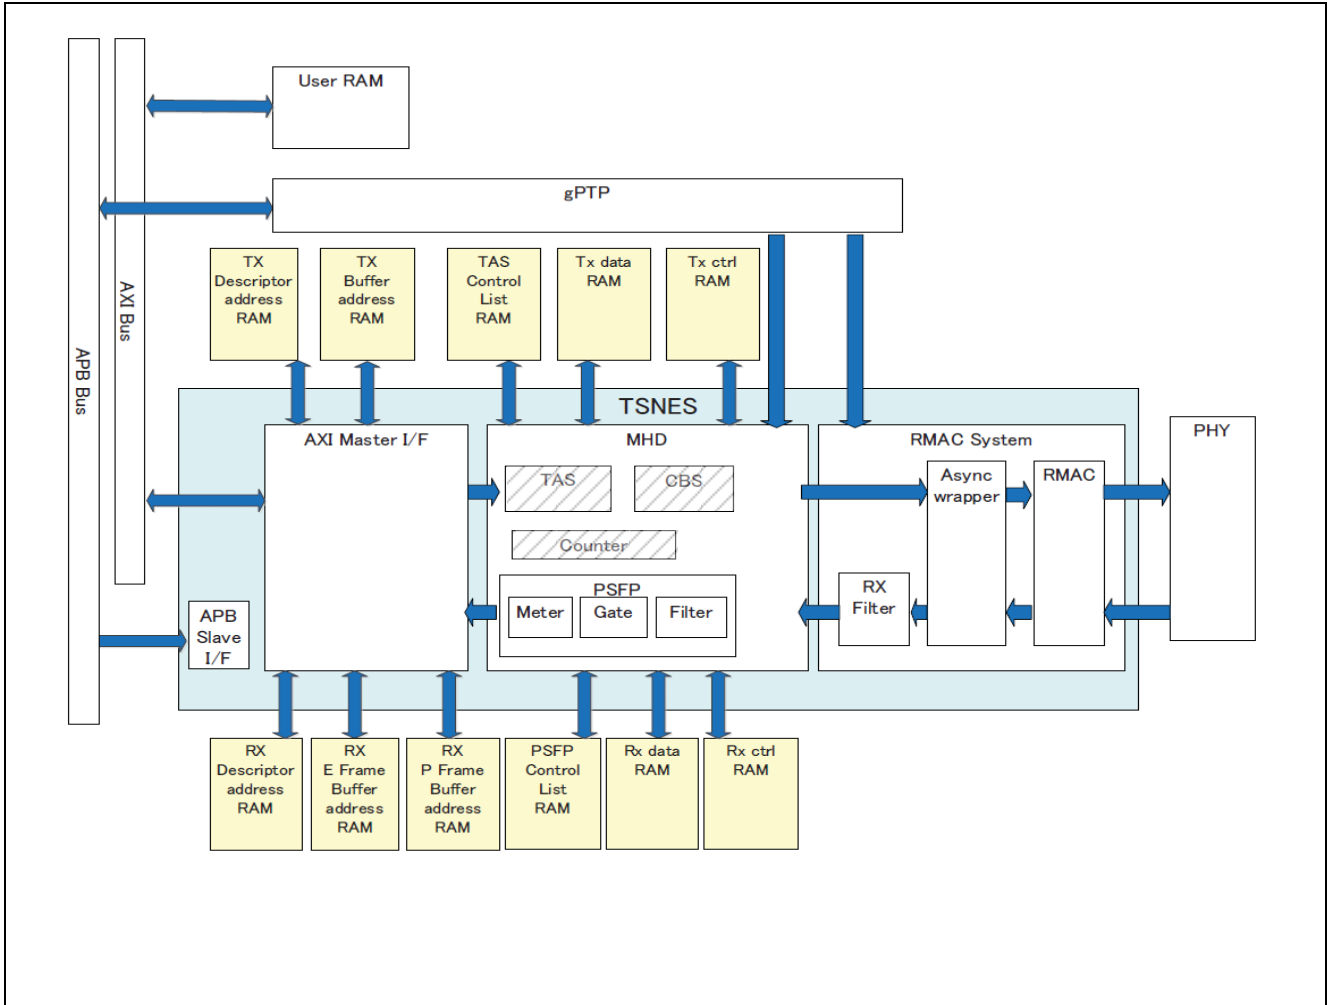 User RAM
gPTP
AXI Bus
APB Bus
TX
Descriptor
address
RAM
TX
Buffer
address
RAM
TAS
Control
List
RAM
Tx data
RAM
Tx ctrl
RAM
TSNES
AXI Master I/F
MHD
RMAC System
PHY
TAS
CBS
Counter
PSFP
Meter
Gate
Filter
Async
wrapper
RMAC
RX
Filter
APB
Slave
I/F
RX
Descriptor
address
RAM
RX
E Frame
Buffer
address
RAM
RX
P Frame
Buffer
address
RAM
PSFP
Control
List
RAM
Rx data
RAM
Rx ctrl
RAM